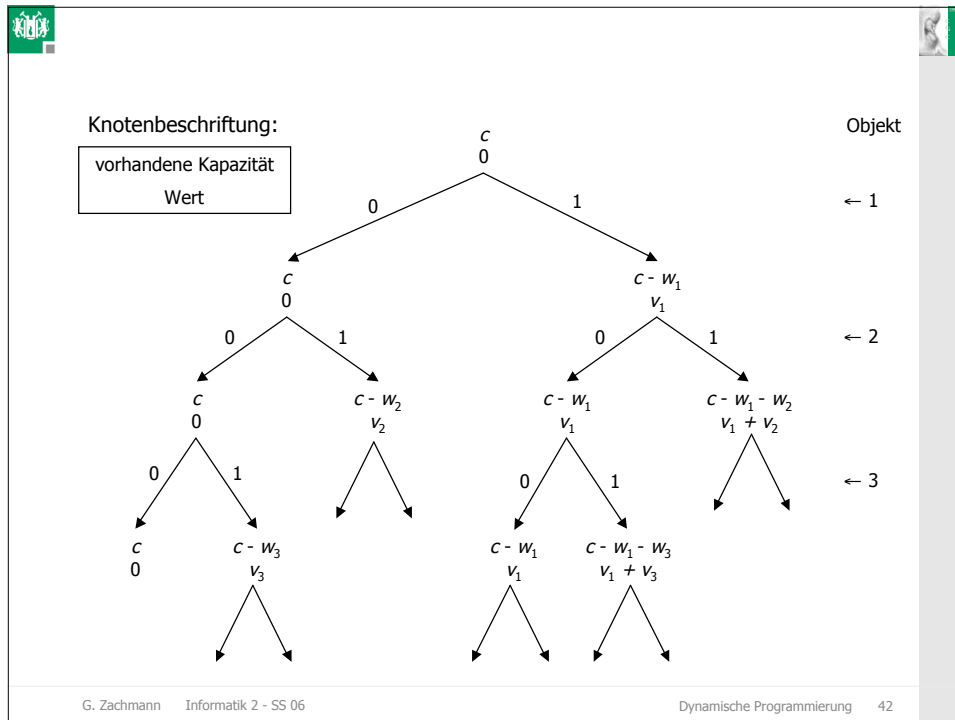 Knotenbeschriftung:
vorhandene Kapazität
Wert
Objekt
c
0
0
1
← 1
c
0
c - w₁
v₁
0
1
0
1
← 2
c
0
c - w₂
v₂
c - w₁
v₁
c - w₁ - w₂
v₁ + v₂
0
1
0
1
← 3
c
0
c - w₃
v₃
c - w₁
v₁
c - w₁ - w₃
v₁ + v₃
G. Zachmann Informatik 2 - SS 06
Dynamische Programmierung 42